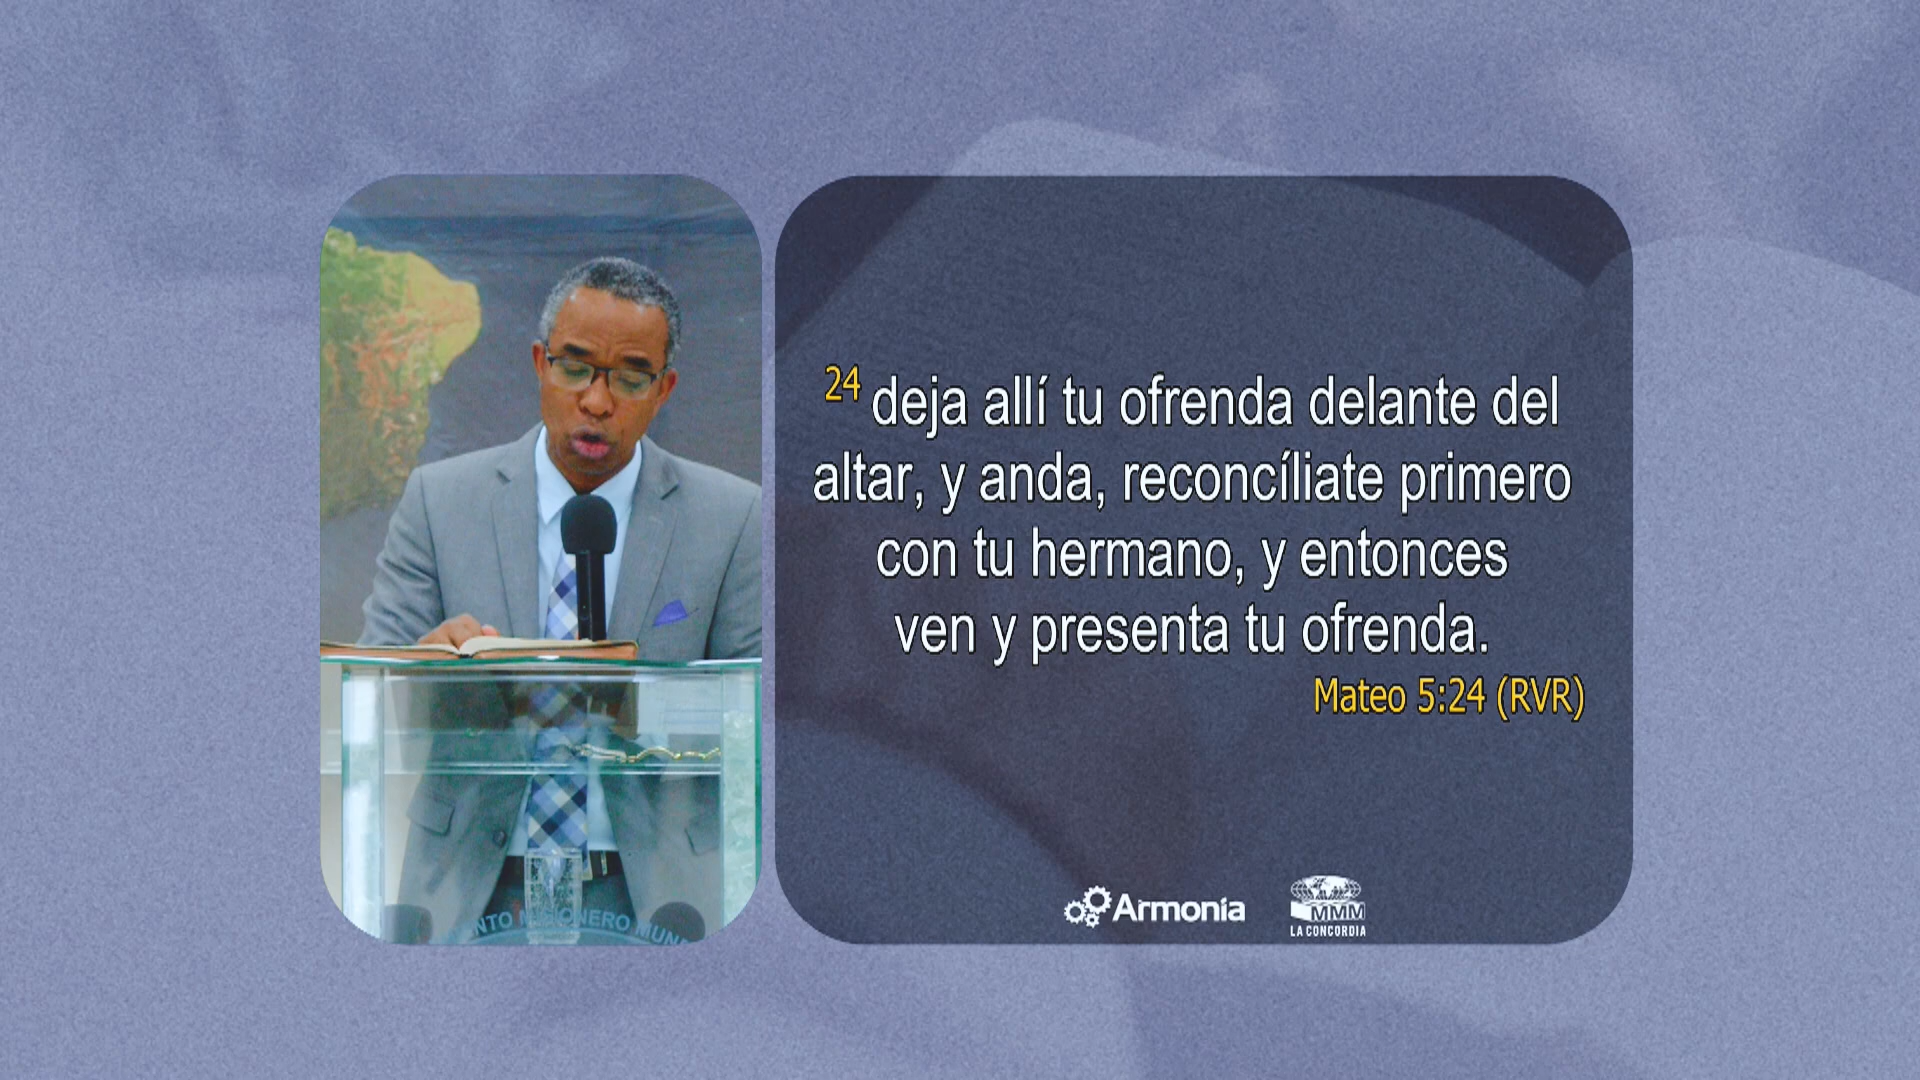 24 deja allí tu ofrenda delante del
altar, y anda, reconcíliate primero
con tu hermano, y entonces
ven y presenta tu ofrenda.
Mateo 5:24 (RVR)
Armonía
MMM
LA CONCORDIA
MISIONERO